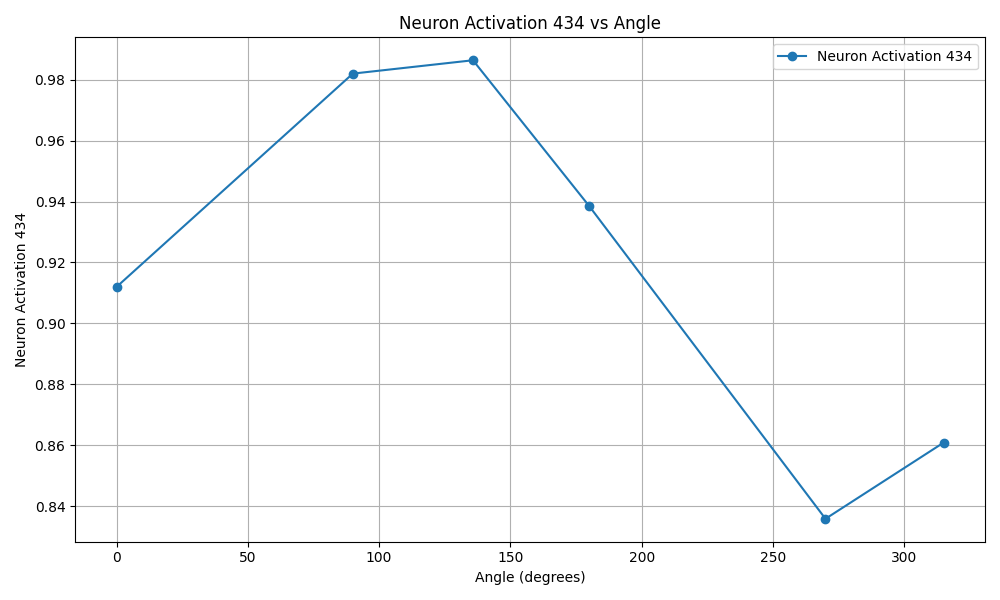 Neuron Activation 434 vs Angle
Neuron Activation 434
0.98
0.96
0.94
0.92
0.90
0.88
0.86
0.84
Neuron Activation 434
0 50 100 150 200 250 300
Angle (degrees)